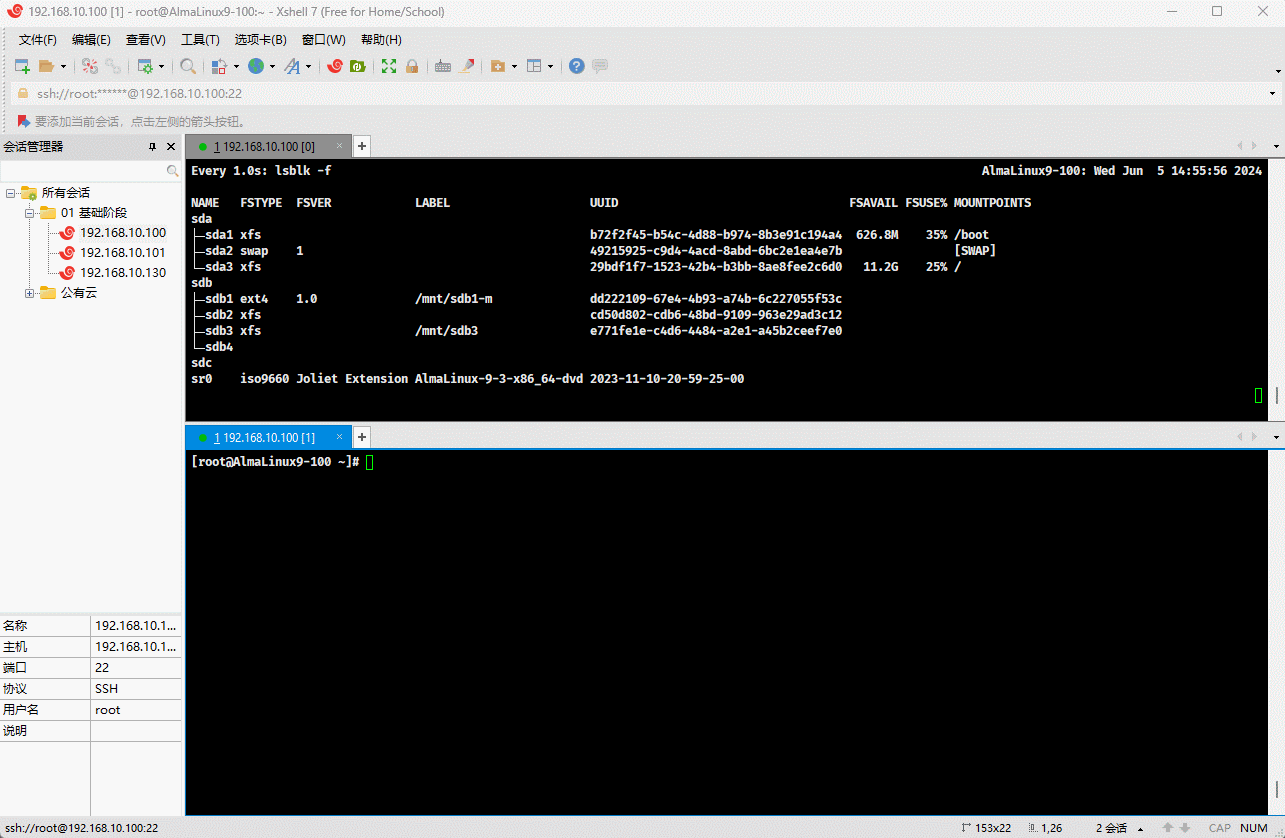 192.168.10.100 [1] - root@AlmaLinux9-100:~ - Xshell 7 (Free for Home/School)
文件(F) 编辑(E) 查看(V) 工具(T) 选项卡(B) 窗口(W) 帮助(H)
ssh://root:******@192.168.10.100:22
要添加当前会话，点击左侧的箭头按钮。
会话管理器
所有会话
01 基础阶段
192.168.10.100
192.168.10.101
192.168.10.130
公有云
名称 192.168.10.1...
主机 192.168.10.1...
端口 22
协议 SSH
用户名 root
说明
1 192.168.10.100 [0] × +
Every 1.0s: lsblk -f AlmaLinux9-100: Wed Jun  5 14:55:56 2024
NAME FSTYPE FSVER LABEL UUID FSAVAIL FSUSE% MOUNTPOINTS
sda
├─sda1 xfs b72f2f45-b54c-4d88-b974-8b3e91c194a4 626.8M 35% /boot
├─sda2 swap 1 49215925-c9d4-4acd-8abd-6bc2e1ea4e7b [SWAP]
└─sda3 xfs 29bdf1f7-1523-42b4-b3bb-8ae8fee2c6d0 11.2G 25% /
sdb
├─sdb1 ext4 1.0 /mnt/sdb1-m dd222109-67e4-4b93-a74b-6c227055f53c
├─sdb2 xfs cd50d802-cdb6-48bd-9109-963e29ad3c12
├─sdb3 xfs /mnt/sdb3 e771fe1e-c4d6-4484-a2e1-a45b2ceef7e0
└─sdb4
sdc
sr0 iso9660 Joliet Extension AlmaLinux-9-3-x86_64-dvd 2023-11-10-20-59-25-00
1 192.168.10.100 [1] × +
[root@AlmaLinux9-100 ~]#
ssh://root@192.168.10.100:22 153x22 1,26 2 会话 CAP NUM